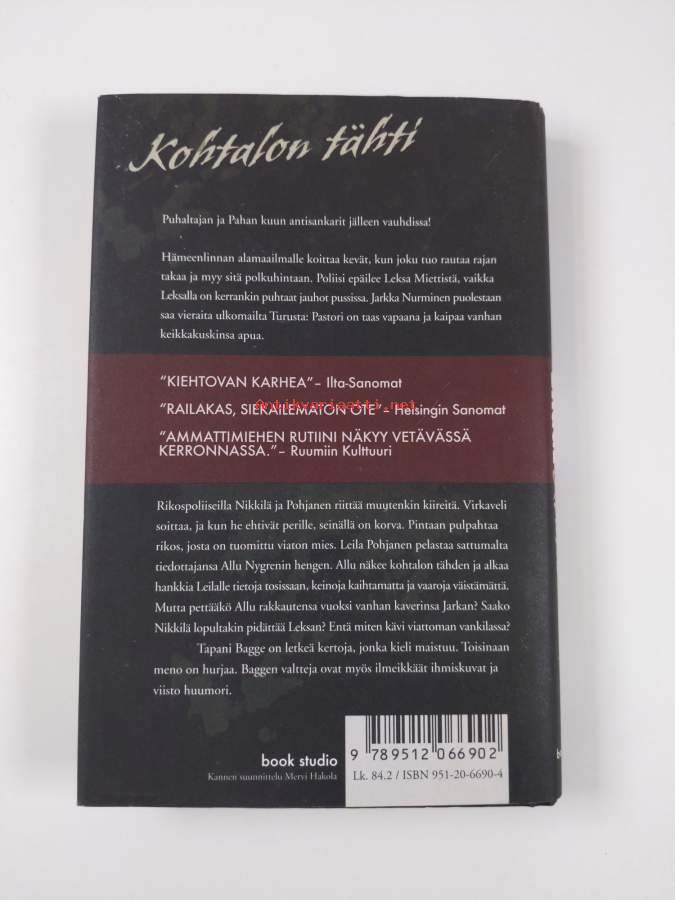 Kohtalon tähti
Puhaltajan ja Pahan kuun antisankarit jälleen vauhdissa!
Hämeenlinnan alamaailmalle koittaa kevät, kun joku tuo rautaa rajan
takaa ja myy sitä polkuhintaan. Poliisi epäilee Leksa Miettistä, vaikka
Leksalla on kerrankin puhtaat jauhot pussissa. Jarkka Nurminen puolestaan
saa vieraita ulkomailta Turusta: Pastori on taas vapaana ja kaipaa vanhan
keikkakuskinsa apua.
"KIEHTOVAN KARHEA" – Ilta-Sanomat
Antikvariaatti.net
"RAILAKAS, SIEKAILEMATON OTE" – Helsingin Sanomat
"AMMATTIMIEHEN RUTIINI NÄKYY VETÄVÄSSÄ
KERRONNASSA." – Ruumiin Kulttuuri
Rikospoliiseilla Nikkilä ja Pohjanen riittää muutenkin kiireitä. Virkaveli
soittaa, ja kun he ehtivät perille, seinällä on korva. Pintaan pulpahtaa
rikos, josta on tuomittu viaton mies. Leila Pohjanen pelastaa sattumalta
tiedottajansa Allu Nygrenin hengen. Allu näkee kohtalon tähden ja alkaa
hankkia Leilalle tietoja tosissaan, keinoja kaihtamatta ja vaaroja väistämättä.
Mutta pettääkö Allu rakkautensa vuoksi vanhan kaverinsa Jarkan? Saako
Nikkilä lopultakin pidättää Leksan? Entä miten kävi viattoman vankilassa?
Tapani Bagge on letkeä kertoja, jonka kieli maistuu. Toisinaan
meno on hurjaa. Baggen valtteja ovat myös ilmeikkäät ihmiskuvat ja
viisto huumori.
book studio
Kannen suunnittelu Mervi Hakola
9 789512 066902
Lk. 84.2 / ISBN 951-20-6690-4